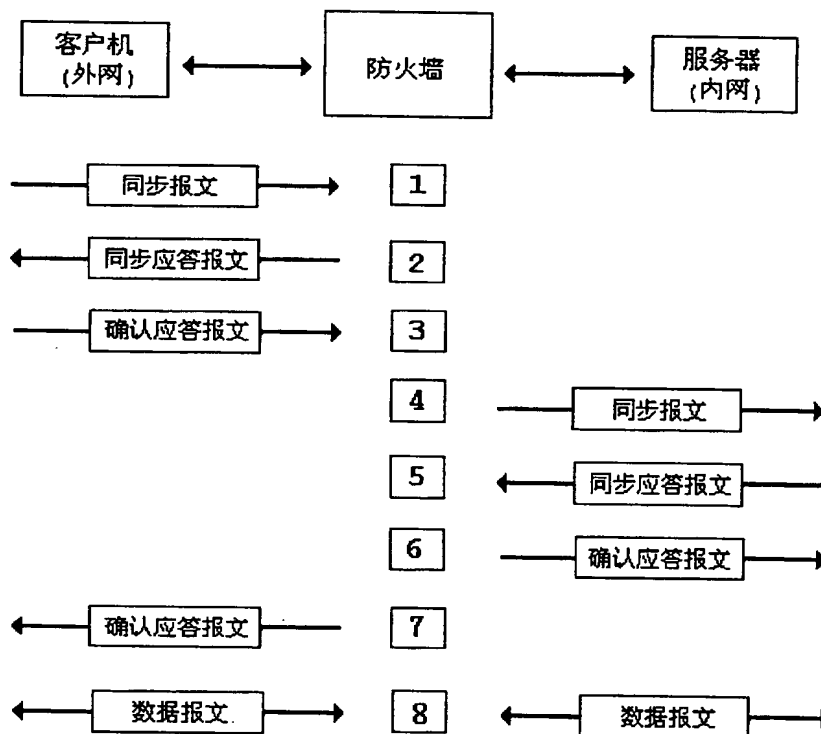 客户机
(外网)
防火墙
服务器
(内网)
同步报文
1
同步应答报文
2
确认应答报文
3
4
同步报文
5
同步应答报文
6
确认应答报文
确认应答报文
7
数据报文
8
数据报文